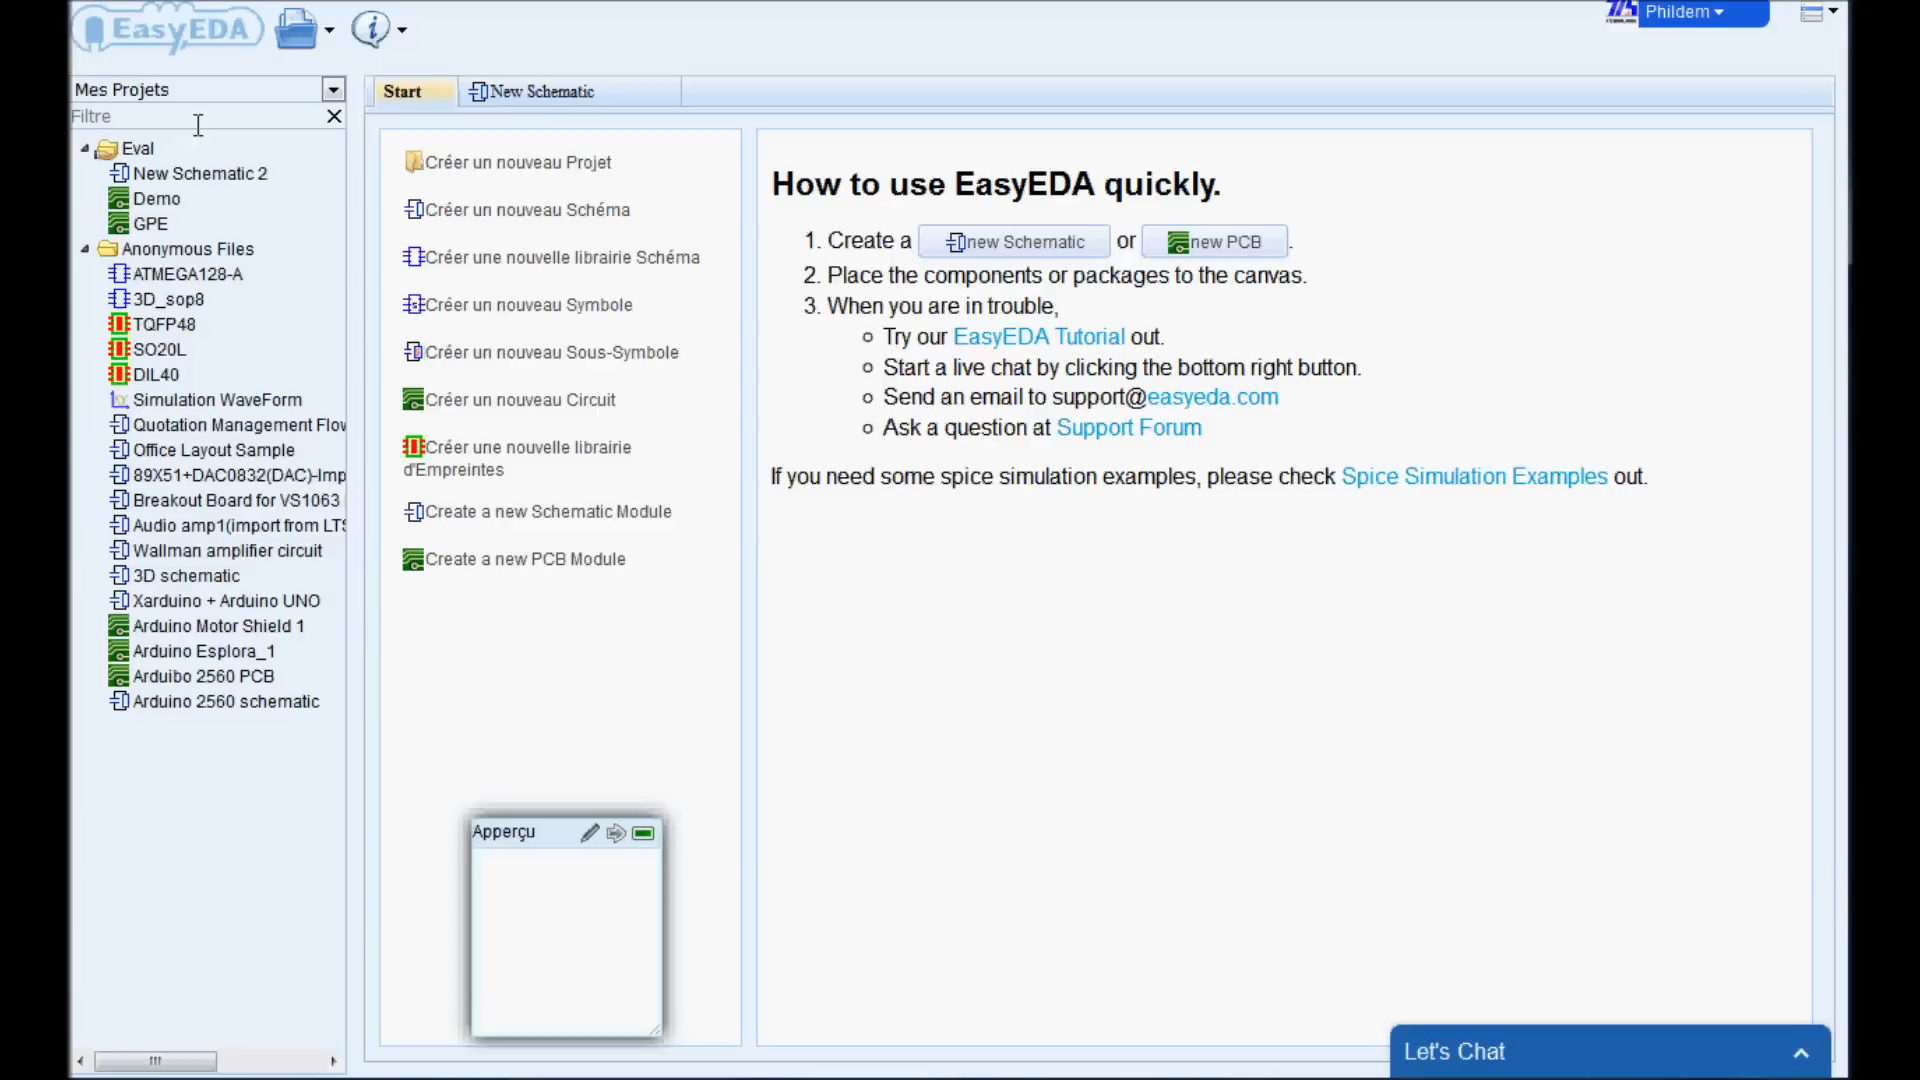 EasyEDA
Phildem
Mes Projets
Filtre
Eval
New Schematic 2
Demo
GPE
Anonymous Files
ATMEGA128-A
3D_sop8
TQFP48
SO20L
DIL40
Simulation WaveForm
Quotation Management Flow
Office Layout Sample
89X51+DAC0832(DAC)-Imp
Breakout Board for VS1063
Audio amp1(import from LTS
Wallman amplifier circuit
3D schematic
Xarduino + Arduino UNO
Arduino Motor Shield 1
Arduino Esplora_1
Arduibo 2560 PCB
Arduino 2560 schematic
Start
New Schematic
Créer un nouveau Projet
Créer un nouveau Schéma
Créer une nouvelle librairie Schéma
Créer un nouveau Symbole
Créer un nouveau Sous-Symbole
Créer un nouveau Circuit
Créer une nouvelle librairie
d'Empreintes
Create a new Schematic Module
Create a new PCB Module
Apperçu
How to use EasyEDA quickly.
1. Create a new Schematic or new PCB .
2. Place the components or packages to the canvas.
3. When you are in trouble,
Try our EasyEDA Tutorial out.
Start a live chat by clicking the bottom right button.
Send an email to support@easyeda.com
Ask a question at Support Forum
If you need some spice simulation examples, please check Spice Simulation Examples out.
Let's Chat